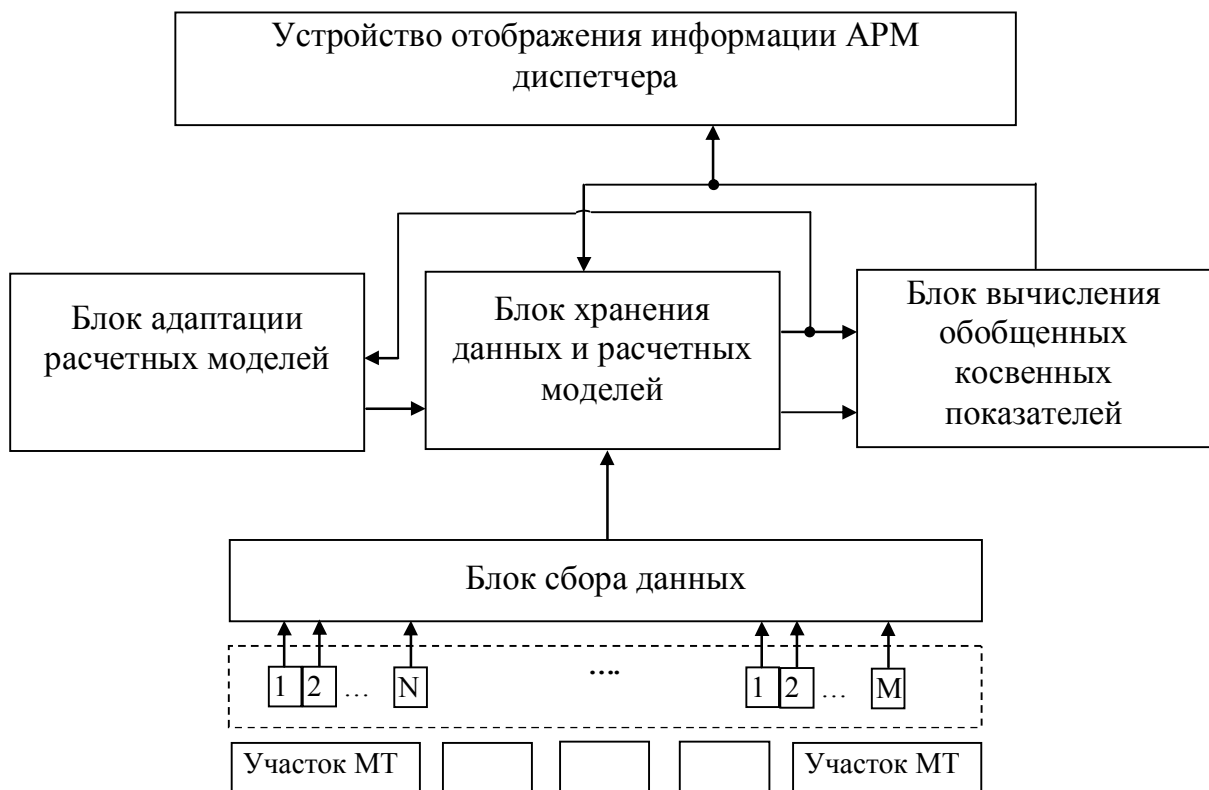 Устройство отображения информации АРМ
диспетчера
Блок адаптации
расчетных моделей
Блок хранения
данных и расчетных
моделей
Блок вычисления
обобщенных
косвенных
показателей
Блок сбора данных
1 2 … N …. 1 2 … M
Участок МТ Участок МТ